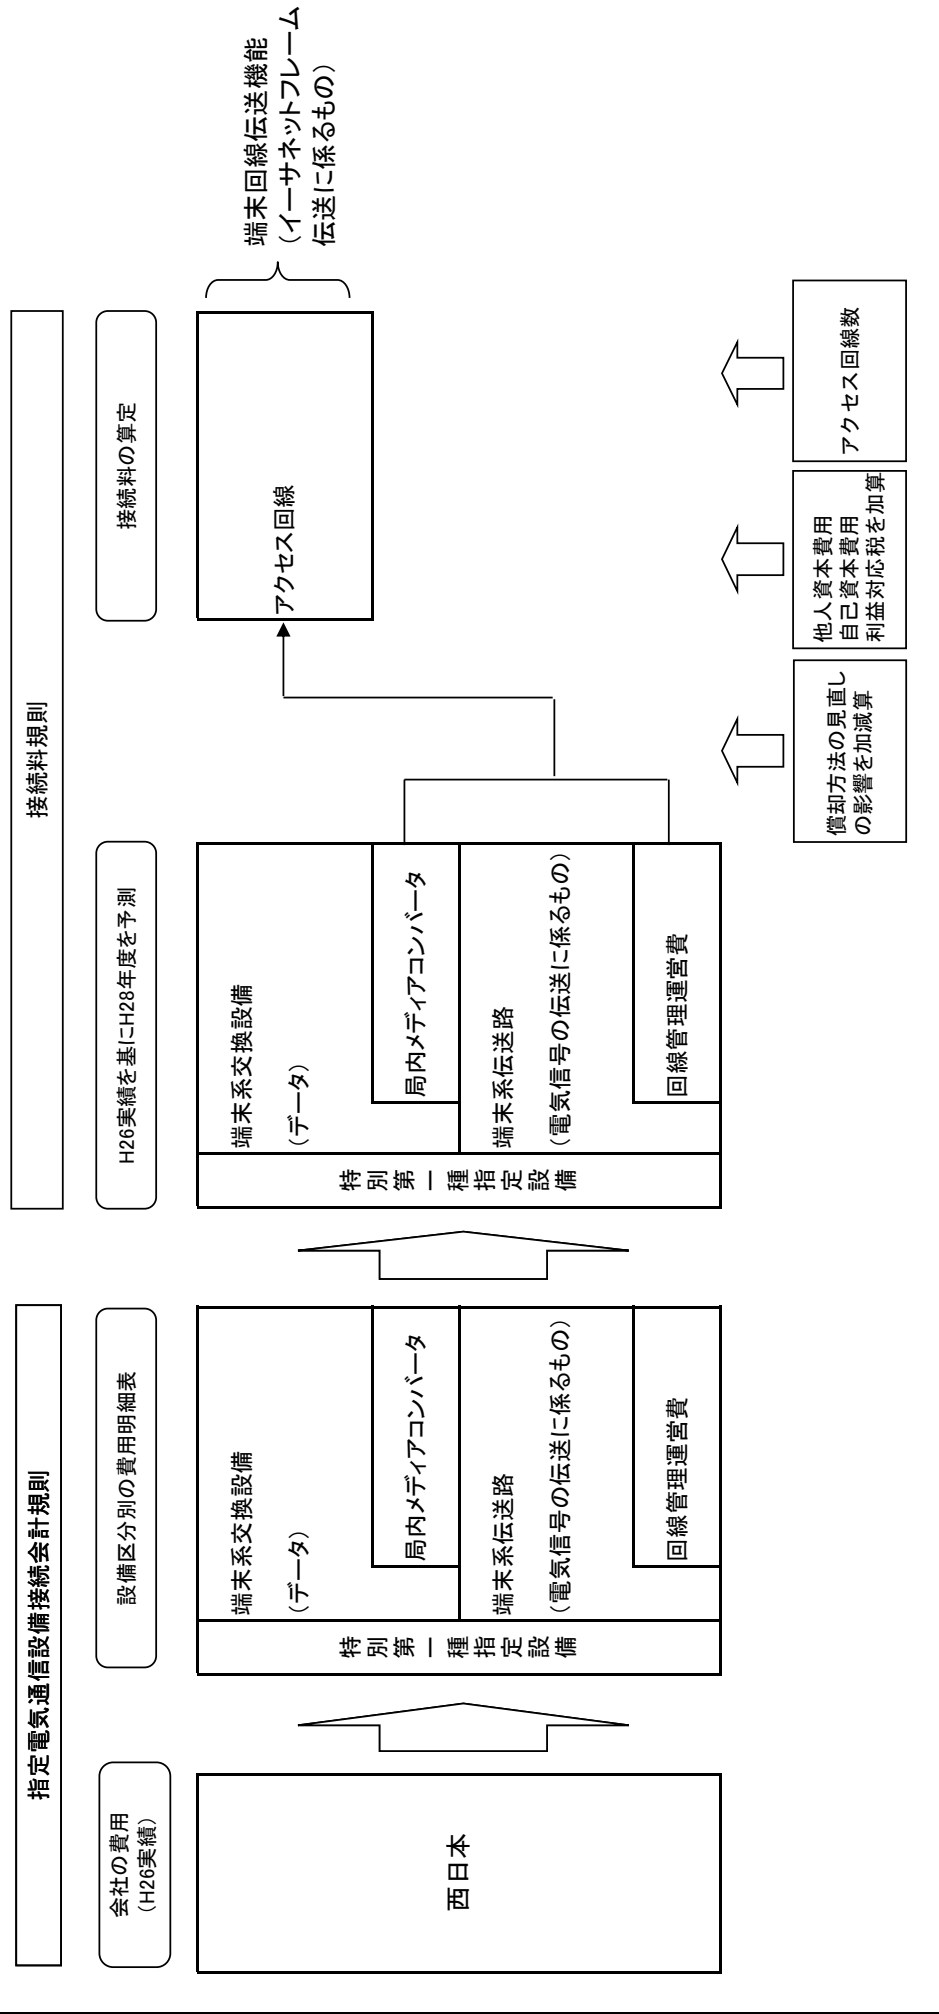 指定電気通信設備接続会計規則
接続料規則
会社の費用
（H26実績）
設備区分別の費用明細表
H26実績を基にH28年度を予測
接続料の算定
西日本
特別第一種指定設備
端末系交換設備
（データ）
局内メディアコンバータ
端末系伝送路
（電気信号の伝送に係るもの）
回線管理運営費
特別第一種指定設備
端末系交換設備
（データ）
局内メディアコンバータ
端末系伝送路
（電気信号の伝送に係るもの）
回線管理運営費
アクセス回線
端末回線伝送機能
（イーサネットフレーム
伝送に係るもの）
償却方法の見直し
の影響を加減算
他人資本費用
自己資本費用
利益対応税を加算
アクセス回線数